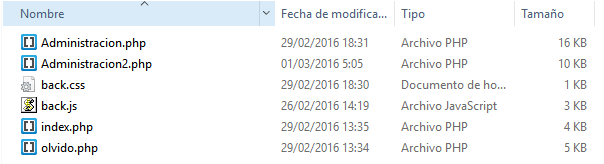 Nombre Fecha de modifica... Tipo Tamaño
Administracion.php 29/02/2016 18:31 Archivo PHP 16 KB
Administracion2.php 01/03/2016 5:05 Archivo PHP 10 KB
back.css 29/02/2016 18:30 Documento de ho... 1 KB
back.js 26/02/2016 14:19 Archivo JavaScript 3 KB
index.php 29/02/2016 13:35 Archivo PHP 4 KB
olvido.php 29/02/2016 13:34 Archivo PHP 5 KB